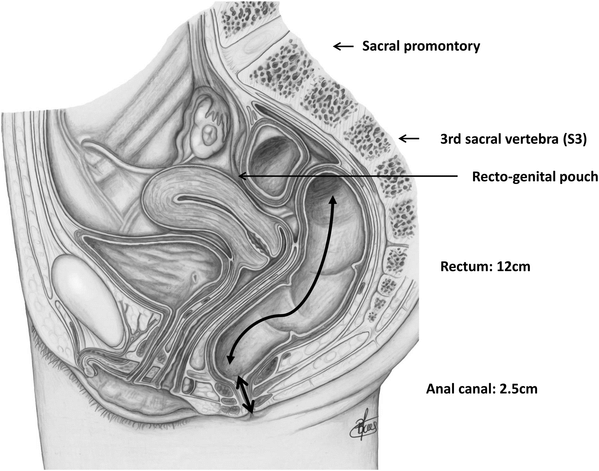 Sacral promontory
3rd sacral vertebra (S3)
Recto-genital pouch
Rectum: 12cm
Anal canal: 2.5cm